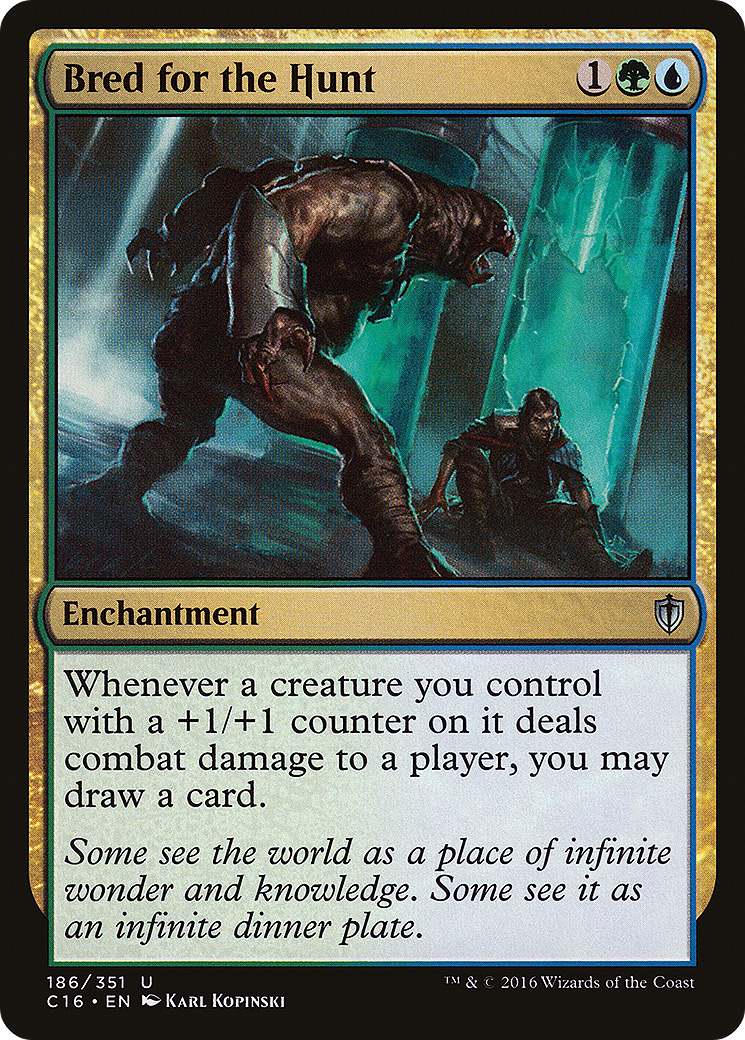 Bred for the Hunt 1
Enchantment
Whenever a creature you control
with a +1/+1 counter on it deals
combat damage to a player, you may
draw a card.
Some see the world as a place of infinite
wonder and knowledge. Some see it as
an infinite dinner plate.
186/351 U ™ & © 2016 Wizards of the Coast
C16 • EN Karl Kopinski